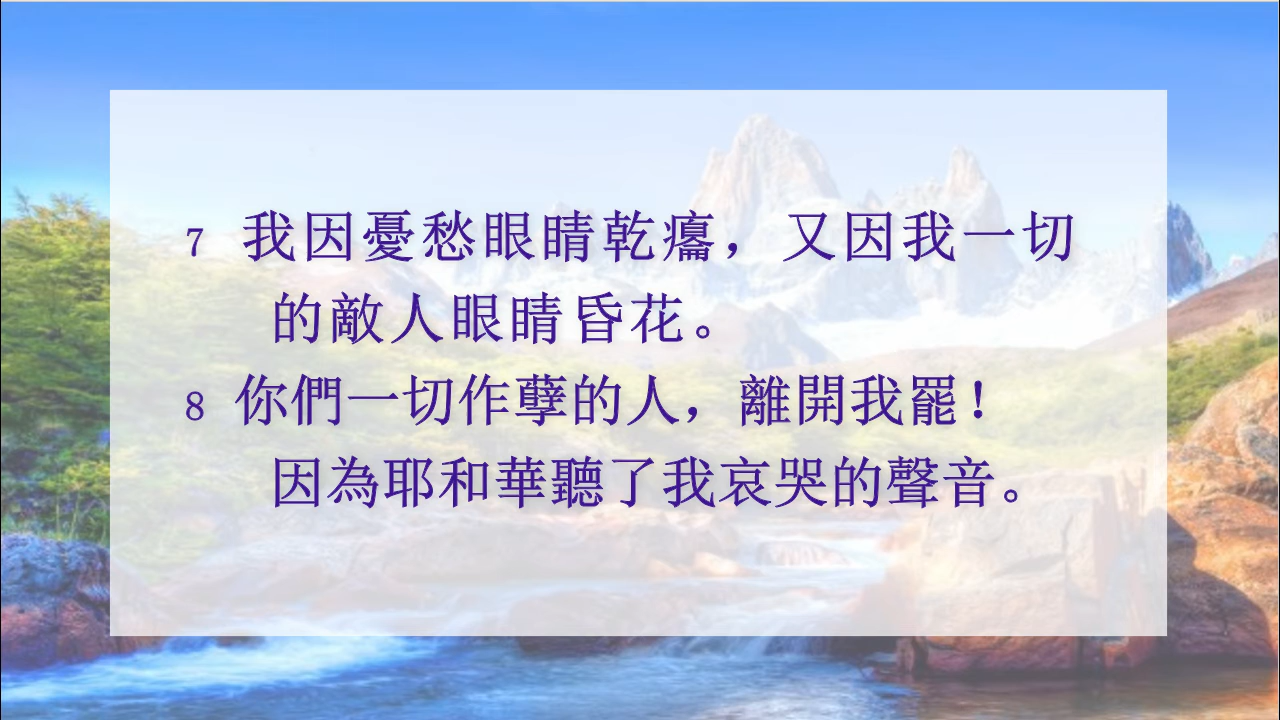 7 我因憂愁眼睛乾癟，又因我一切
的敵人眼睛昏花。
8 你們一切作孽的人，離開我罷！
因為耶和華聽了我哀哭的聲音。